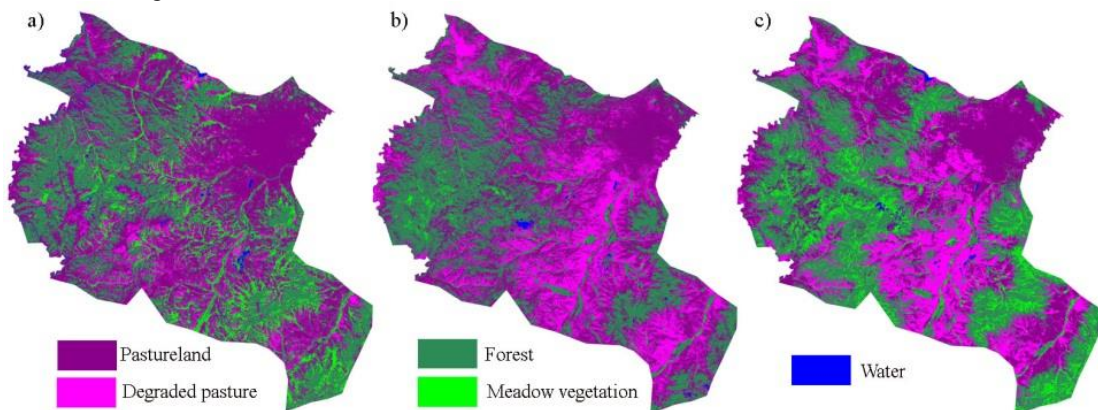 a)
b)
c)
Pastureland
Forest
Water
Degraded pasture
Meadow vegetation